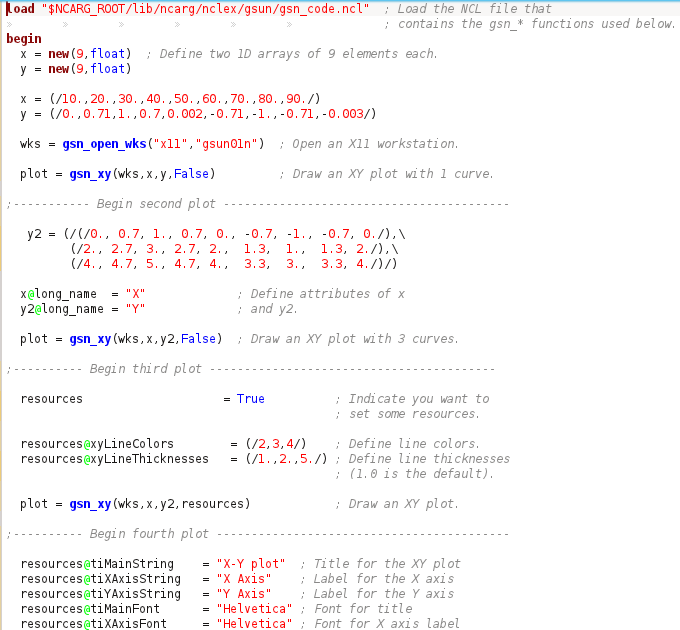 load "$NCARG_ROOT/lib/ncarg/nclex/gsun/gsn_code.ncl"  ; Load the NCL file that
>       >       >       >       >       >             ; contains the gsn_* functions used below.
begin
  x = new(9,float)  ; Define two 1D arrays of 9 elements each.
  y = new(9,float)
  x = (/10.,20.,30.,40.,50.,60.,70.,80.,90./)
  y = (/0.,0.71,1.,0.7,0.002,-0.71,-1.,-0.71,-0.003/)
  wks = gsn_open_wks("x11","gsun01n")  ; Open an X11 workstation.
  plot = gsn_xy(wks,x,y,False)         ; Draw an XY plot with 1 curve.
;----------- Begin second plot -----------------------------------------
   y2 = (/(/0., 0.7, 1., 0.7, 0., -0.7, -1., -0.7, 0./),\
         (/2., 2.7, 3., 2.7, 2.,  1.3,  1.,  1.3, 2./),\
         (/4., 4.7, 5., 4.7, 4.,  3.3,  3.,  3.3, 4./)/)
  x@long_name  = "X"             ; Define attributes of x
  y2@long_name = "Y"             ; and y2.
  plot = gsn_xy(wks,x,y2,False)  ; Draw an XY plot with 3 curves.
;---------- Begin third plot -----------------------------------------
  resources                    = True          ; Indicate you want to
                                               ; set some resources.
  resources@xyLineColors        = (/2,3,4/)    ; Define line colors.
  resources@xyLineThicknesses   = (/1.,2.,5./) ; Define line thicknesses
                                               ; (1.0 is the default).
  plot = gsn_xy(wks,x,y2,resources)            ; Draw an XY plot.
;---------- Begin fourth plot ------------------------------------------
  resources@tiMainString    = "X-Y plot"  ; Title for the XY plot
  resources@tiXAxisString   = "X Axis"    ; Label for the X axis
  resources@tiYAxisString   = "Y Axis"    ; Label for the Y axis
  resources@tiMainFont      = "Helvetica" ; Font for title
  resources@tiXAxisFont     = "Helvetica" ; Font for X axis label